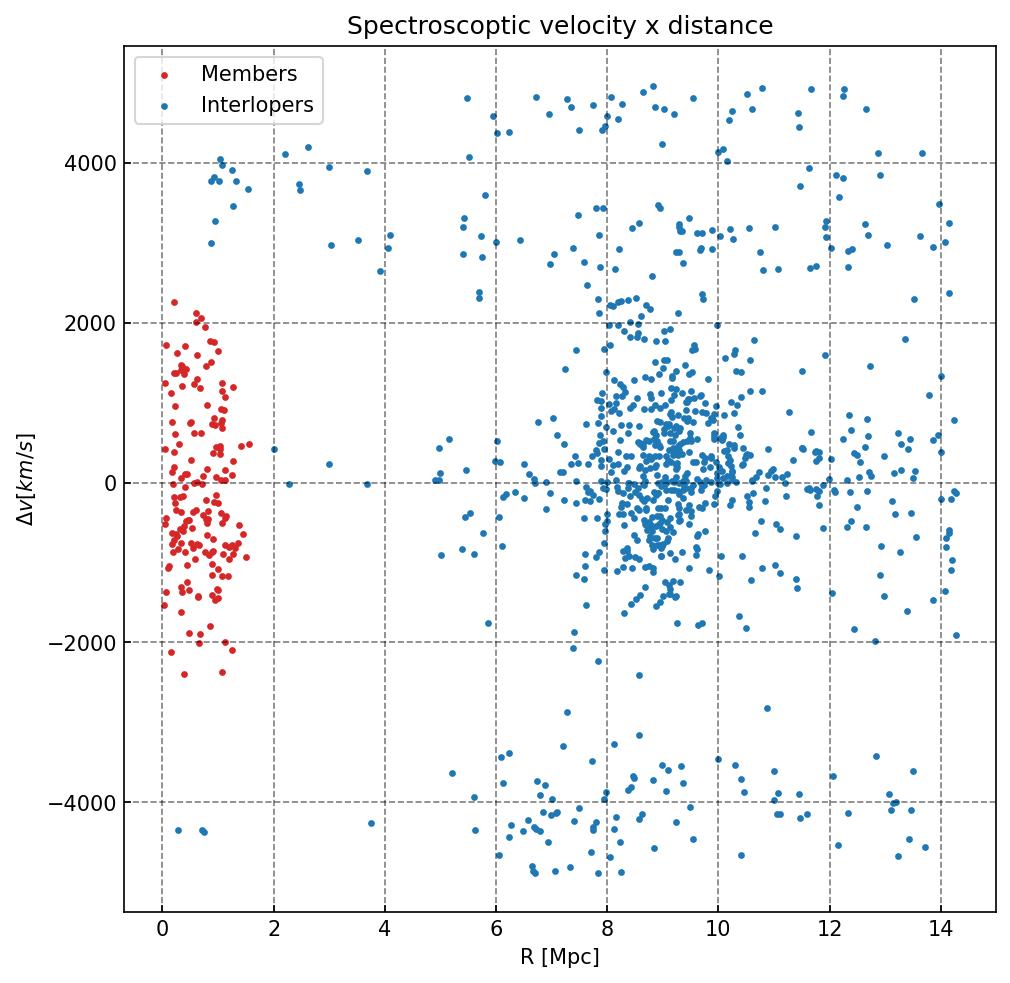 Spectroscoptic velocity x distance
Members
Interlopers
4000
2000
0
−2000
−4000
Δv[km/s]
0 2 4 6 8 10 12 14
R [Mpc]